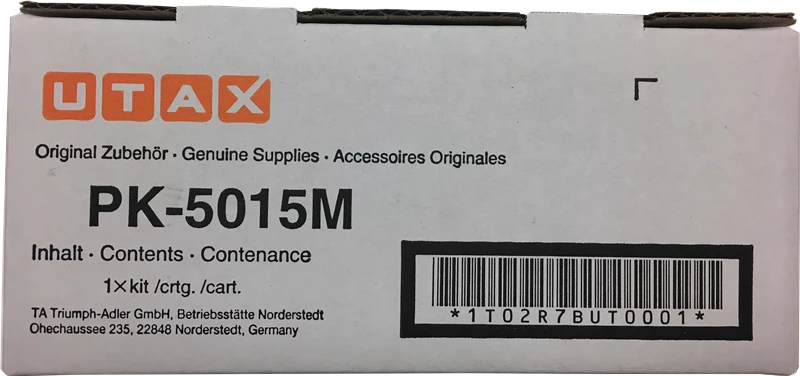 UTAX
Original Zubehör · Genuine Supplies · Accessoires Originales
PK-5015M
Inhalt · Contents · Contenance
1×kit /crtg. /cart.
TA Triumph-Adler GmbH, Betriebsstätte Norderstedt
Ohechaussee 235, 22848 Norderstedt, Germany
*1T02R7BUT0001*